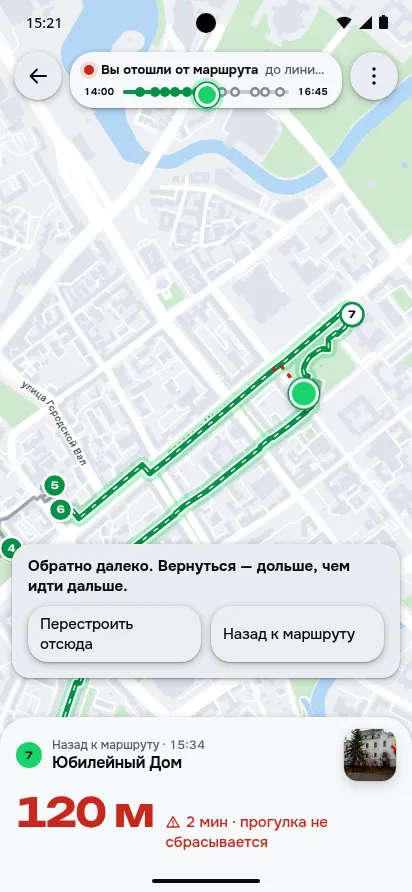 15:21
Вы отошли от маршрута до лини...
14:00
16:45
7
улица Городской Вал
5
6
4
Обратно далеко. Вернуться — дольше, чем
идти дальше.
Перестроить
отсюда
Назад к маршруту
Назад к маршруту · 15:34
7
Юбилейный Дом
120 м
2 мин · прогулка не
сбрасывается